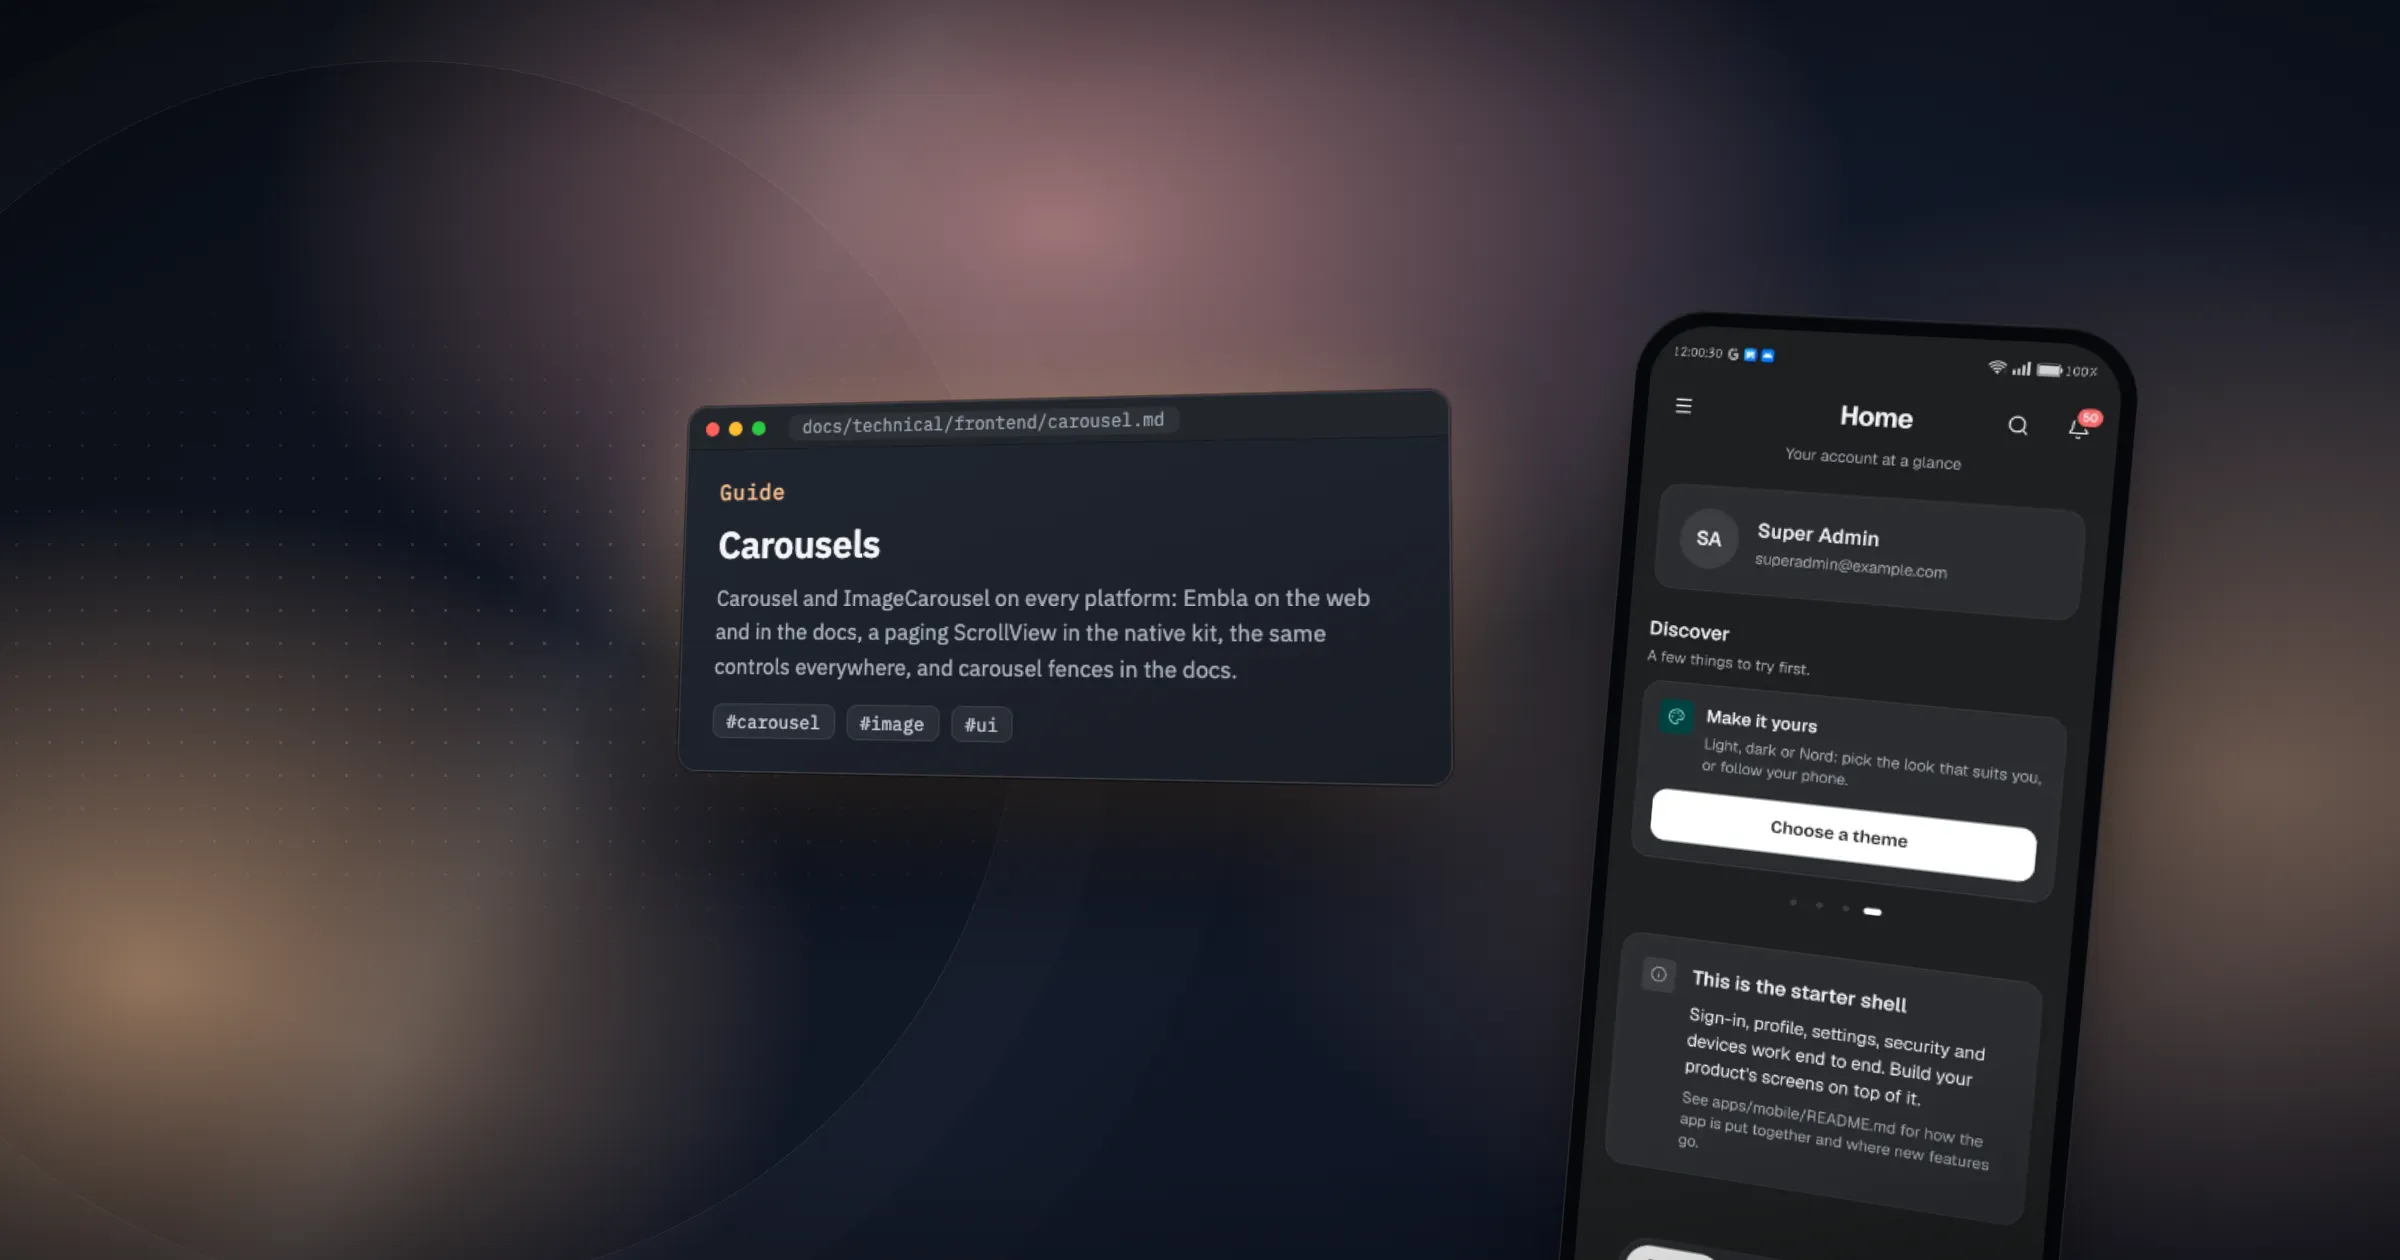 docs/technical/frontend/carousel.md
Guide
Carousels
Carousel and ImageCarousel on every platform: Embla on the web
and in the docs, a paging ScrollView in the native kit, the same
controls everywhere, and carousel fences in the docs.
#carousel #image #ui
12:00:30 G 100%
Home
50
Your account at a glance
SA
Super Admin
superadmin@example.com
Discover
A few things to try first.
Make it yours
Light, dark or Nord: pick the look that suits you,
or follow your phone.
Choose a theme
This is the starter shell
Sign-in, profile, settings, security and
devices work end to end. Build your
product's screens on top of it.
See apps/mobile/README.md for how the
app is put together and where new features
go.